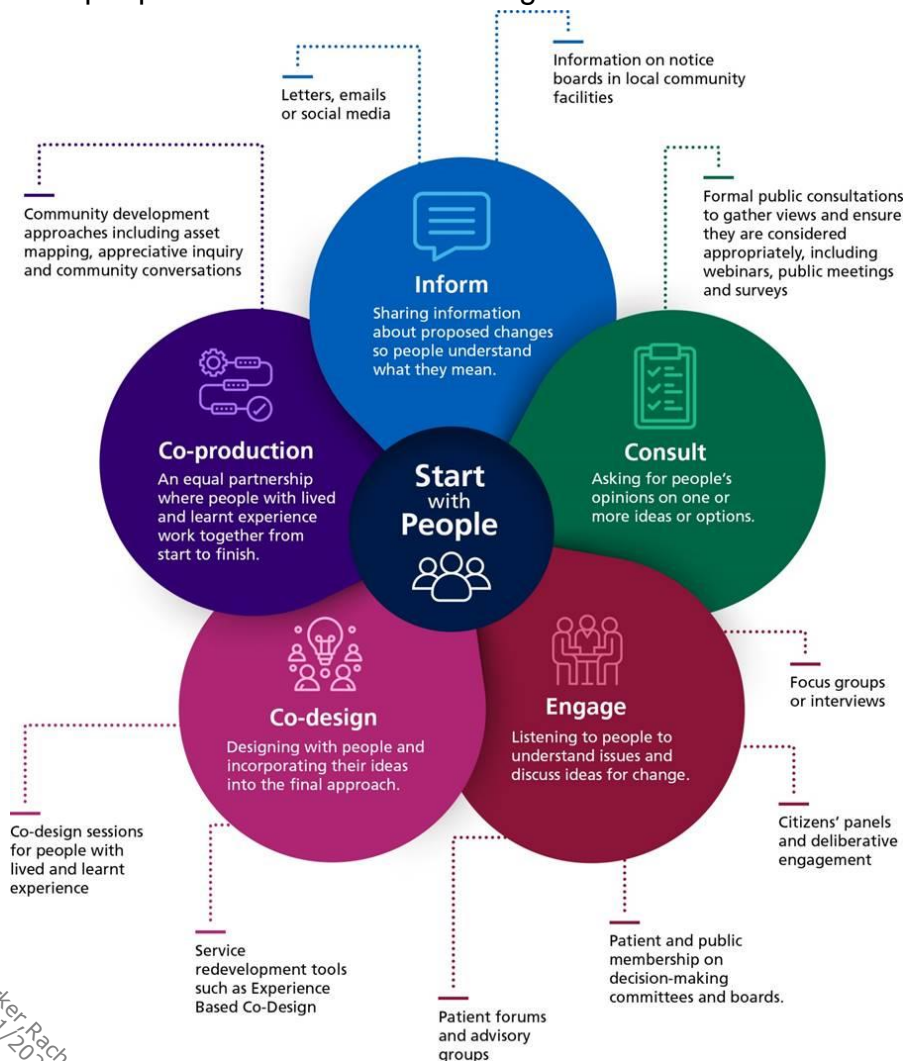 Letters, emails
or social media
Information on notice
boards in local community
facilities
Community development
approaches including asset
mapping, appreciative inquiry
and community conversations
Formal public consultations
to gather views and ensure
they are considered
appropriately, including
webinars, public meetings
and surveys
Inform
Sharing information
about proposed changes
so people understand
what they mean.
Co-production
An equal partnership
where people with lived
and learnt experience
work together from
start to finish.
Start
with
People
Consult
Asking for people's
opinions on one or
more ideas or options.
Co-design
Designing with people and
incorporating their ideas
into the final approach.
Engage
Listening to people to
understand issues and
discuss ideas for change.
Focus groups
or interviews
Citizens' panels
and deliberative
engagement
Co-design sessions
for people with
lived and learnt
experience
Service
redevelopment tools
such as Experience
Based Co-Design
Patient and public
membership on
decision-making
committees and boards.
Patient forums
and advisory
groups